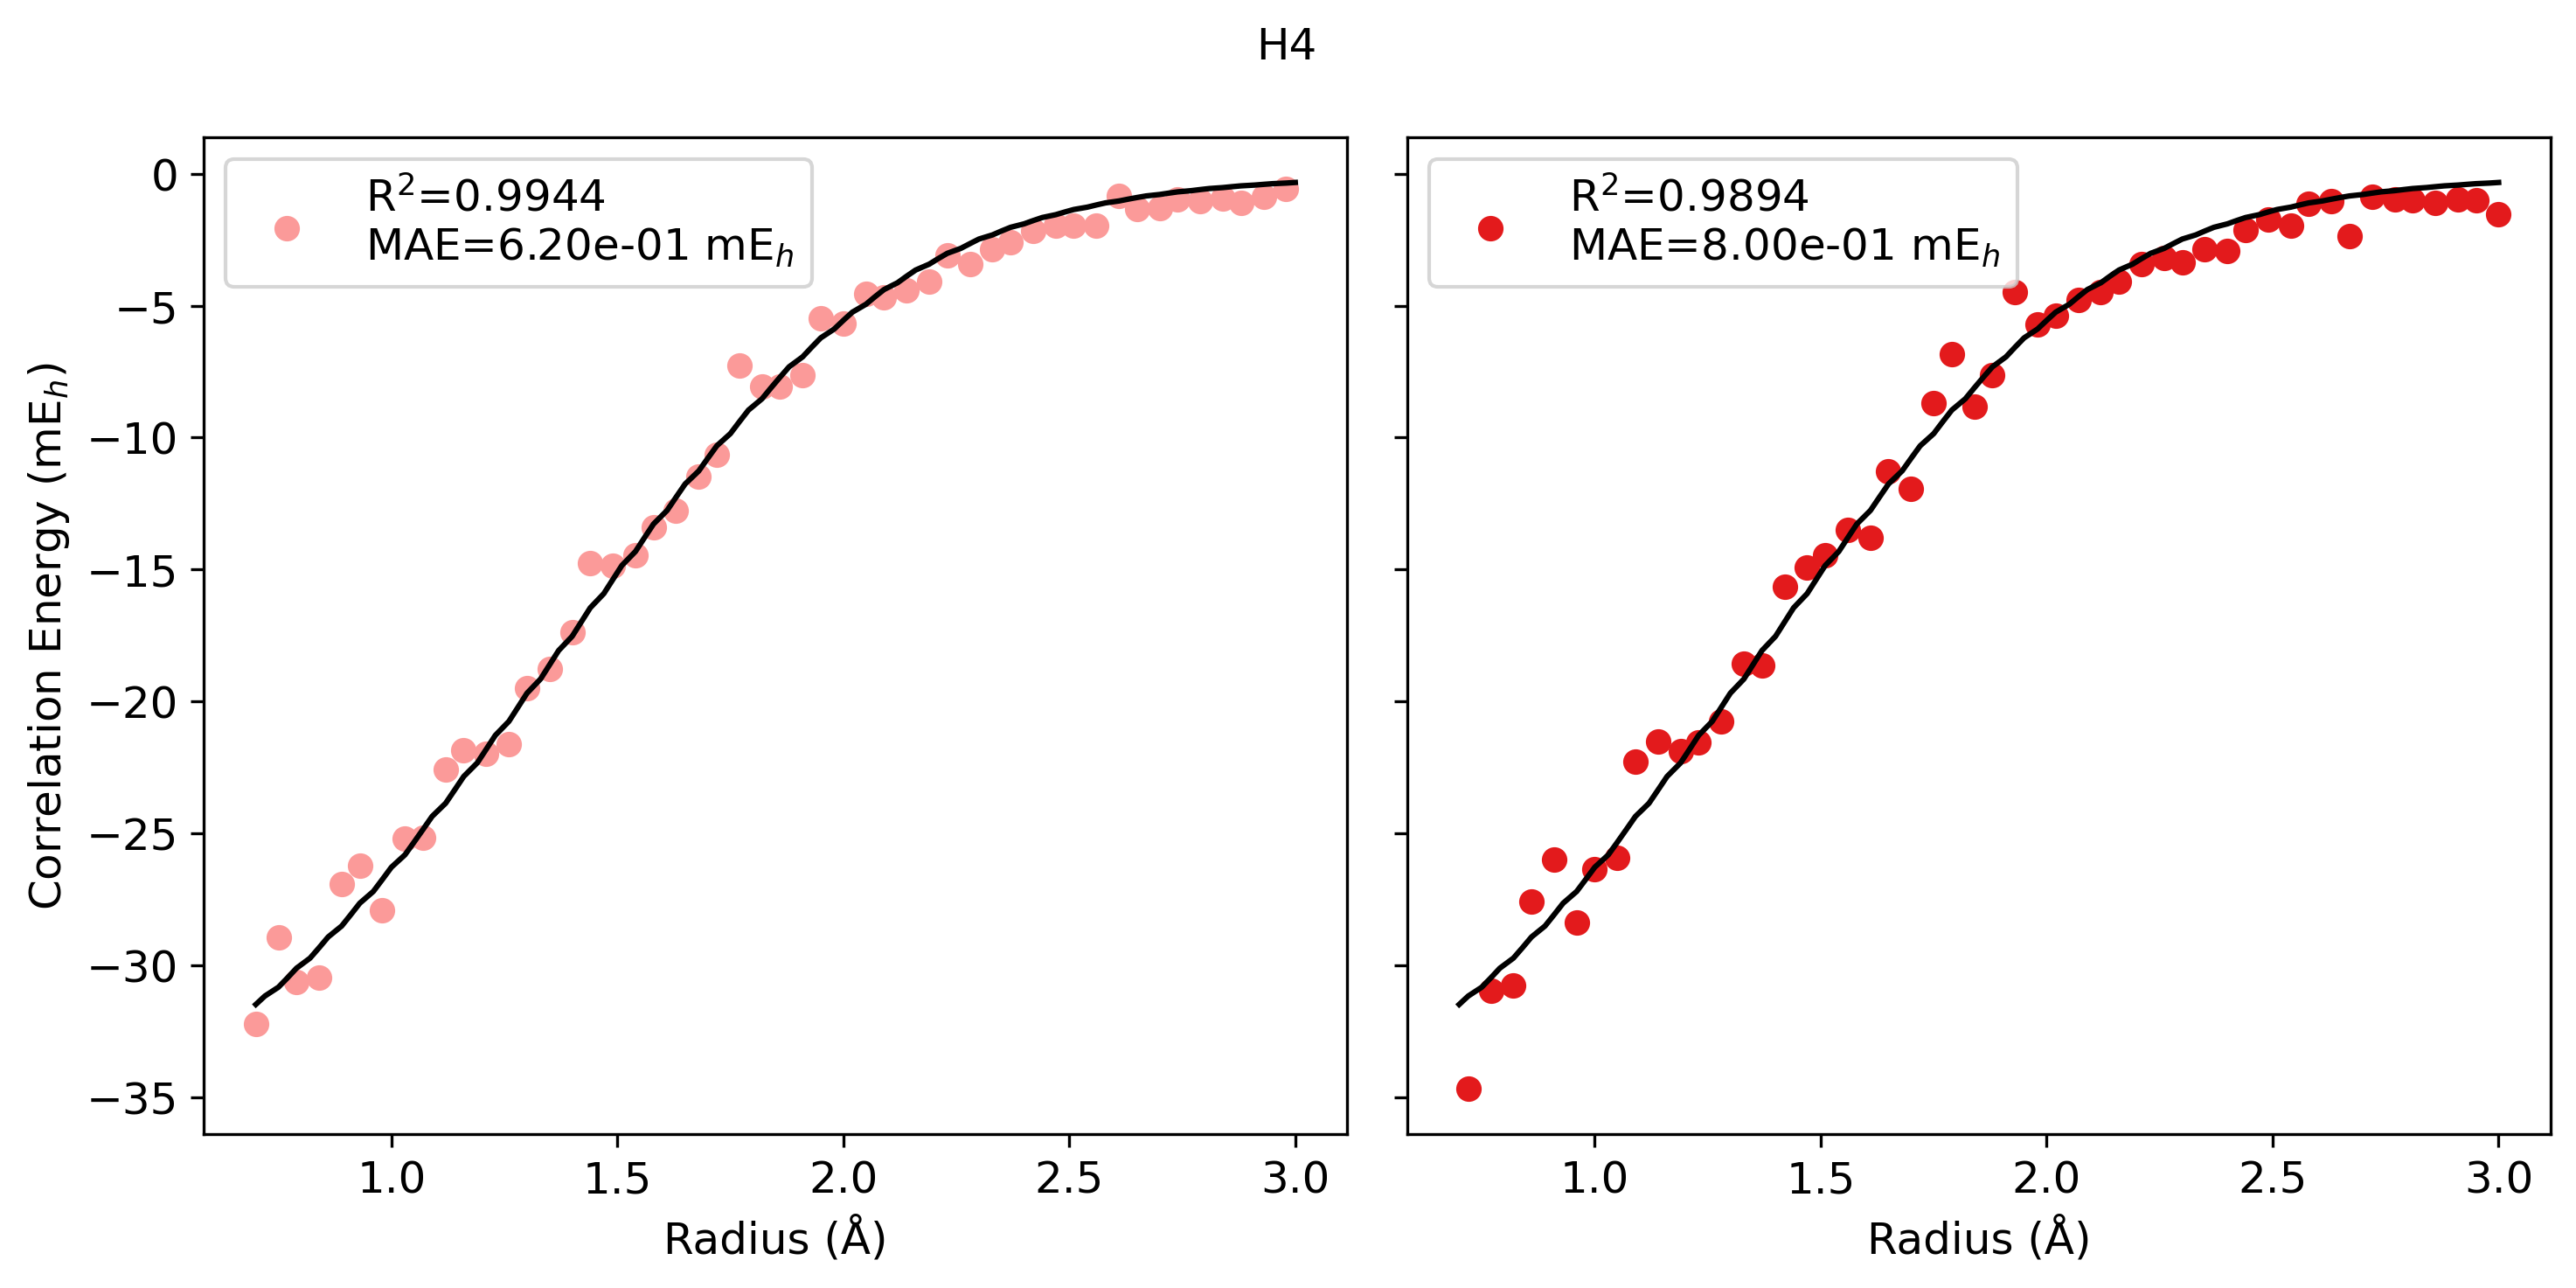 H4
R²=0.9944
MAE=6.20e-01 mEₕ
R²=0.9894
MAE=8.00e-01 mEₕ
Correlation Energy (mEₕ)
0
−5
−10
−15
−20
−25
−30
−35
1.0 1.5 2.0 2.5 3.0
1.0 1.5 2.0 2.5 3.0
Radius (Å)
Radius (Å)